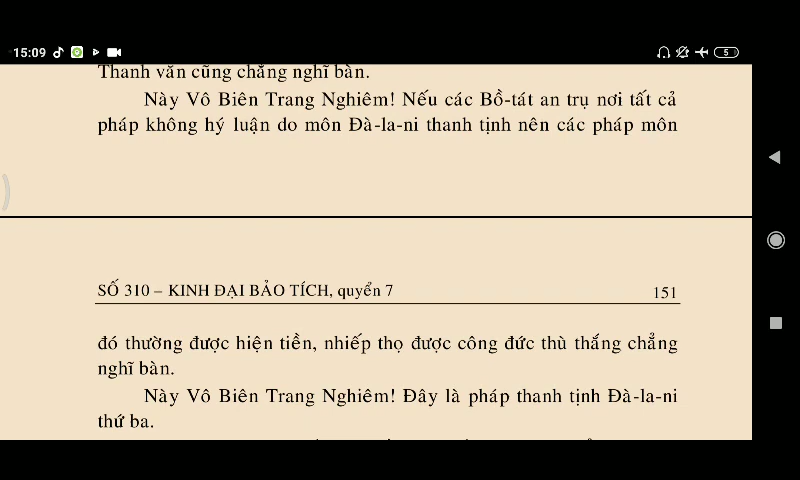 15:09
5
Thanh văn cũng chẳng nghĩ bàn.
Này Vô Biên Trang Nghiêm! Nếu các Bồ-tát an trụ nơi tất cả
pháp không hý luận do môn Đà-la-ni thanh tịnh nên các pháp môn
SỐ 310 – KINH ĐẠI BẢO TÍCH, quyển 7
151
đó thường được hiện tiền, nhiếp thọ được công đức thù thắng chẳng
nghĩ bàn.
Này Vô Biên Trang Nghiêm! Đây là pháp thanh tịnh Đà-la-ni
thứ ba.